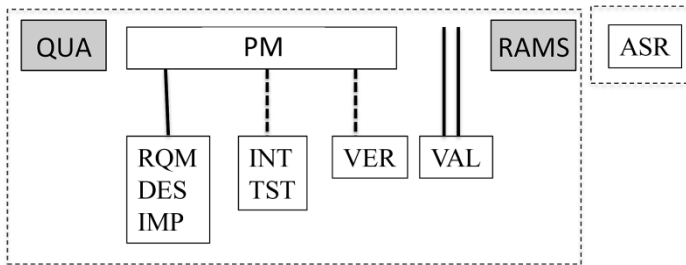 QUA
PM
RAMS
ASR
RQM
DES
IMP
INT
TST
VER
VAL